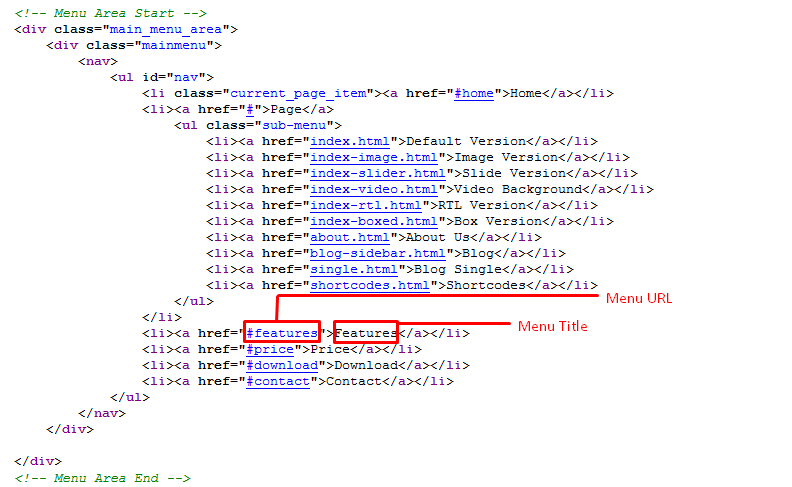 <!-- Menu Area Start -->
<div class="main_menu_area">
<div class="mainmenu">
<nav>
<ul id="nav">
<li class="current_page_item"><a href="#home">Home</a></li>
<li><a href="#">Page</a>
<ul class="sub-menu">
<li><a href="index.html">Default Version</a></li>
<li><a href="index-image.html">Image Version</a></li>
<li><a href="index-slider.html">Slide Version</a></li>
<li><a href="index-video.html">Video Background</a></li>
<li><a href="index-rtl.html">RTL Version</a></li>
<li><a href="index-boxed.html">Box Version</a></li>
<li><a href="about.html">About Us</a></li>
<li><a href="blog-sidebar.html">Blog</a></li>
<li><a href="single.html">Blog Single</a></li>
<li><a href="shortcodes.html">Shortcodes</a></li>
</ul>
Menu URL
</li>
<li><a href="#features">Features</a></li>
Menu Title
<li><a href="#price">Price</a></li>
<li><a href="#download">Download</a></li>
<li><a href="#contact">Contact</a></li>
</ul>
</nav>
</div>
</div>
<!-- Menu Area End -->